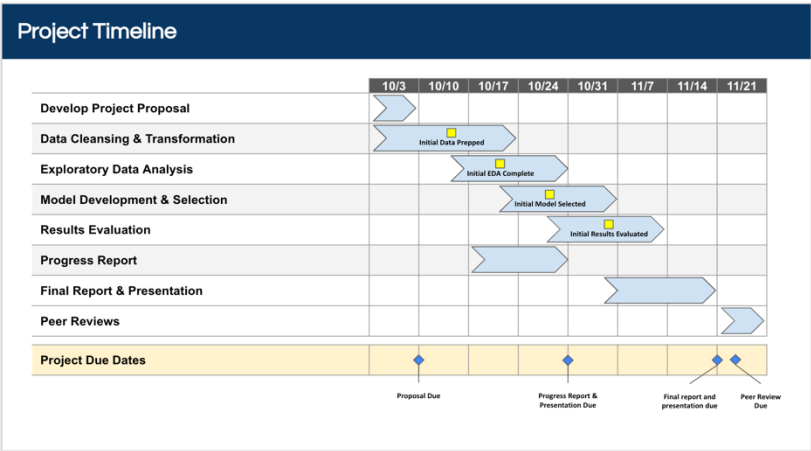 Project Timeline
10/3 10/10 10/17 10/24 10/31 11/7 11/14 11/21
Develop Project Proposal
Data Cleansing & Transformation
Initial Data Prepped
Exploratory Data Analysis
Initial EDA Complete
Model Development & Selection
Initial Model Selected
Results Evaluation
Initial Results Evaluated
Progress Report
Final Report & Presentation
Peer Reviews
Project Due Dates
Proposal Due
Progress Report &
Presentation Due
Final report and
presentation due
Peer Review
Due